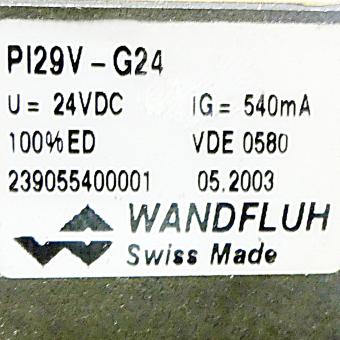 PI29V-G24
U= 24VDC IG= 540mA
100%ED VDE 0580
239055400001 05.2003
WANDFLUH
Swiss Made